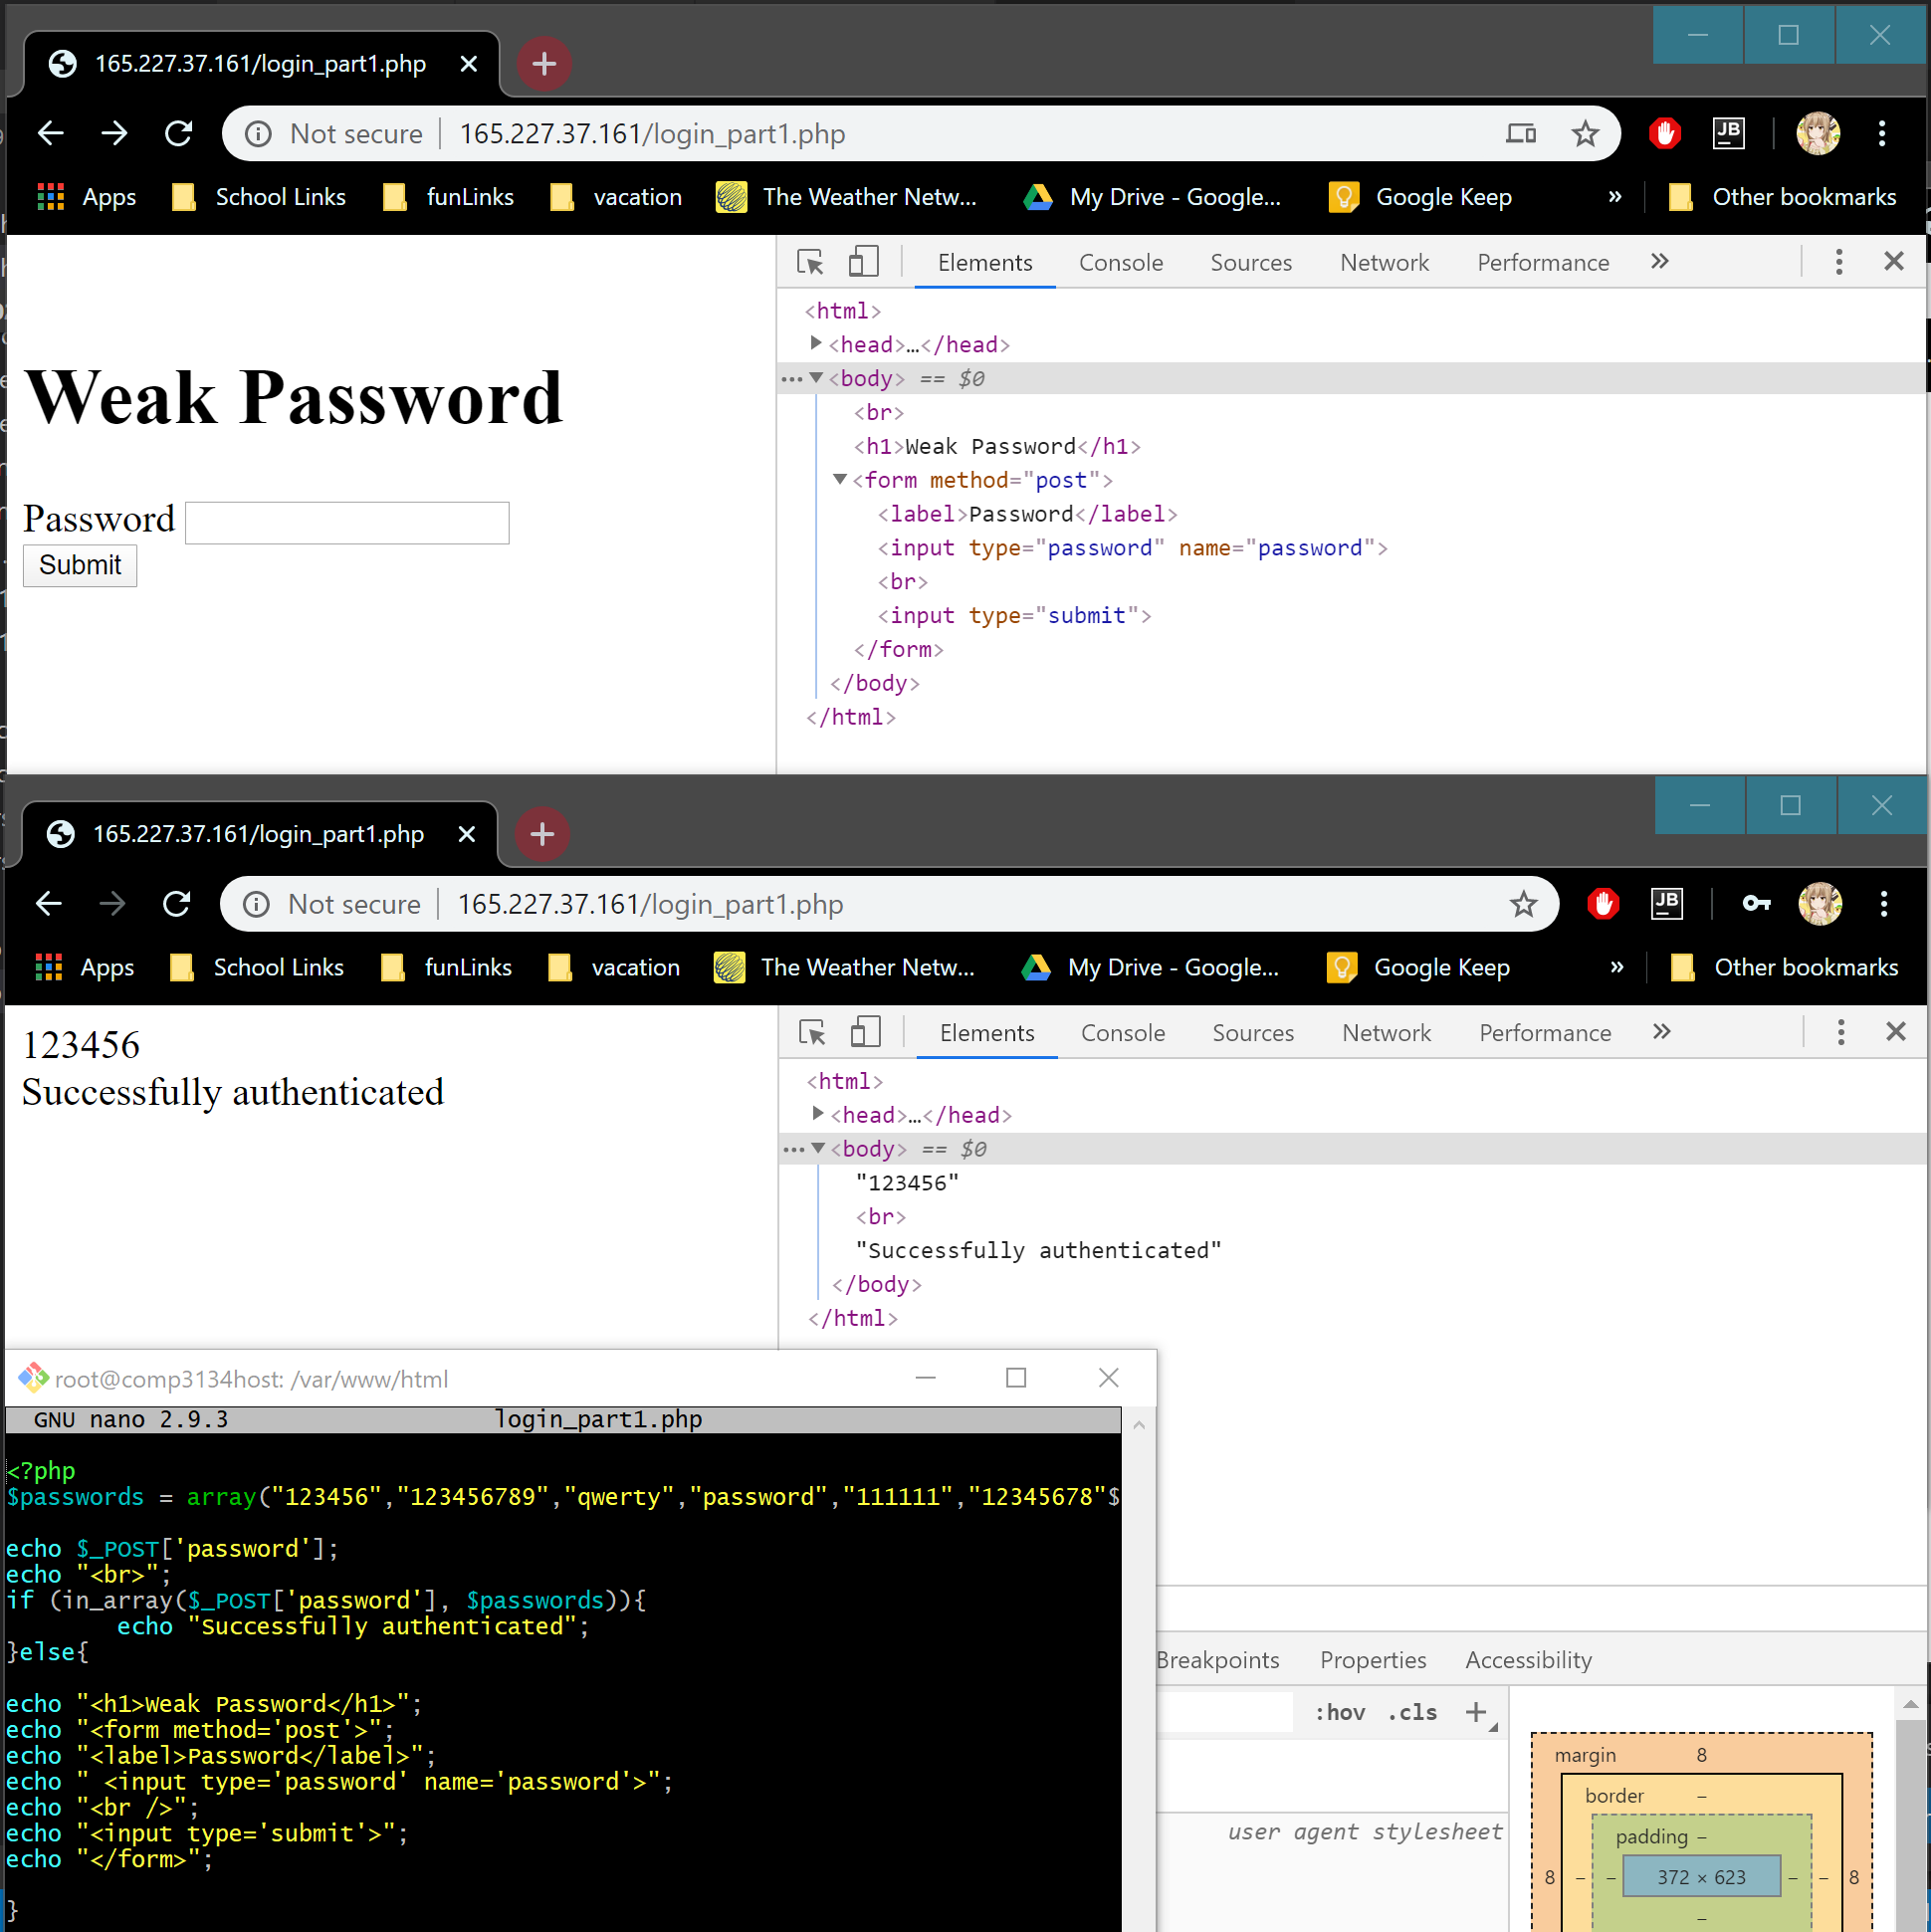 165.227.37.161/login_part1.php
Not secure 165.227.37.161/login_part1.php
JB
Apps School Links funLinks vacation The Weather Netw... My Drive - Google... Google Keep » Other bookmarks
Weak Password
Password
Submit
Elements Console Sources Network Performance »
<html>
<head>…</head>
<body> == $0
<br>
<h1>Weak Password</h1>
<form method="post">
<label>Password</label>
<input type="password" name="password">
<br>
<input type="submit">
</form>
</body>
</html>
165.227.37.161/login_part1.php
Not secure 165.227.37.161/login_part1.php
JB
Apps School Links funLinks vacation The Weather Netw... My Drive - Google... Google Keep » Other bookmarks
123456
Successfully authenticated
Elements Console Sources Network Performance »
<html>
<head>…</head>
<body> == $0
"123456"
<br>
"Successfully authenticated"
</body>
</html>
root@comp3134host: /var/www/html
GNU nano 2.9.3 login_part1.php
<?php
$passwords = array("123456","123456789","qwerty","password","111111","12345678"$
echo $_POST['password'];
echo "<br>";
if (in_array($_POST['password'], $passwords)){
echo "Successfully authenticated";
}else{
echo "<h1>Weak Password</h1>";
echo "<form method='post'>";
echo "<label>Password</label>";
echo " <input type='password' name='password'>";
echo "<br />";
echo "<input type='submit'>";
echo "</form>";
}
Breakpoints Properties Accessibility
:hov .cls +
user agent stylesheet
margin 8
border –
padding –
8 – – 372 × 623 – – 8
–